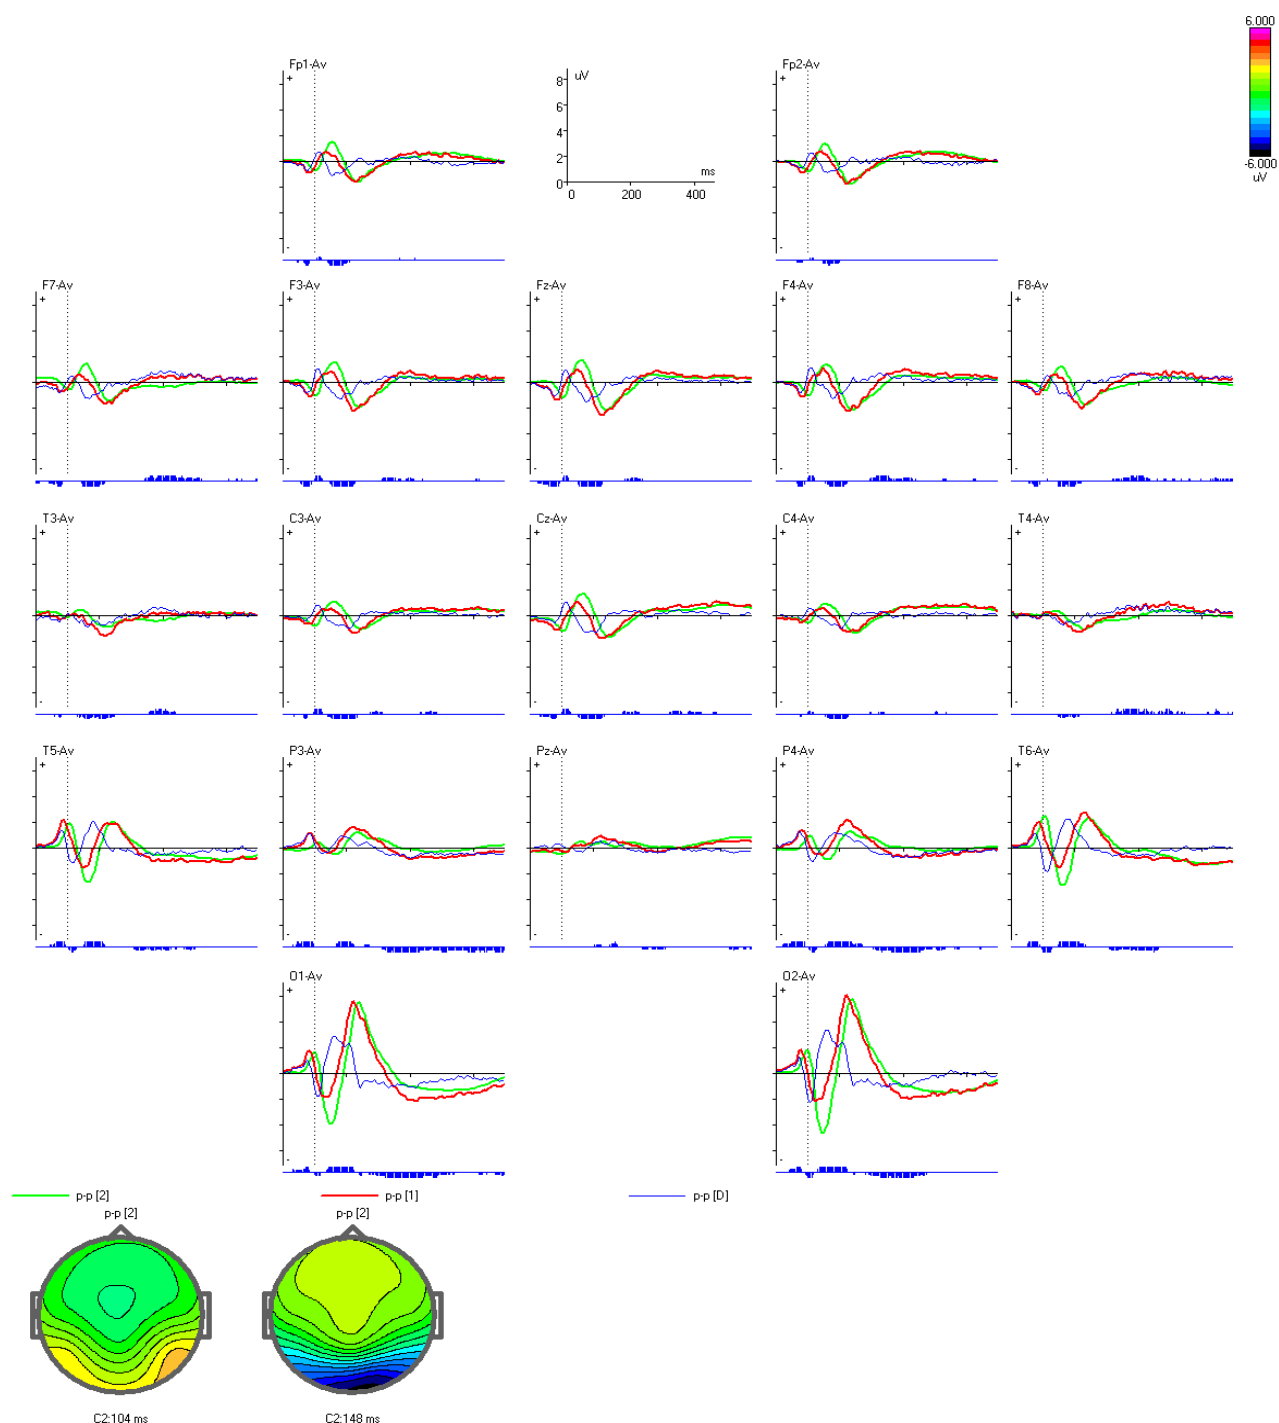 6.000
Fp1-Av
uV
Fp2-Av
+
8
+
6
4
2
ms
0
-6.000
0
200
400
uV
-
-
F7-Av
F3-Av
Fz-Av
F4-Av
F8-Av
+
+
+
+
+
-
-
-
-
-
T3-Av
C3-Av
Cz-Av
C4-Av
T4-Av
+
+
+
+
+
-
-
-
-
-
T5-Av
P3-Av
Pz-Av
P4-Av
T6-Av
+
+
+
+
+
-
-
-
-
-
O1-Av
O2-Av
+
+
-
-
p-p [2]
p-p [1]
p-p [D]
p-p [2]
p-p [2]
C2:104 ms
C2:148 ms